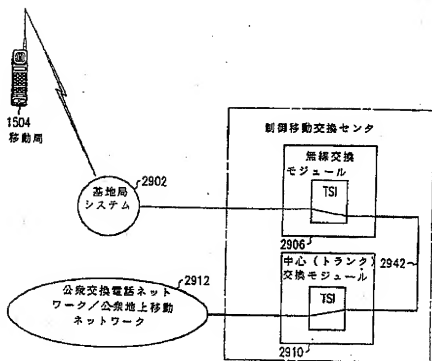 1504
移動局
制御移動交換センタ
無線交換
モジュール
TSI
2902
基地局
システム
2906
2942
中心(トランク)
交換モジュール
TSI
2912
公衆交換電話ネット
ワーク/公衆地上移動
ネットワーク
2910